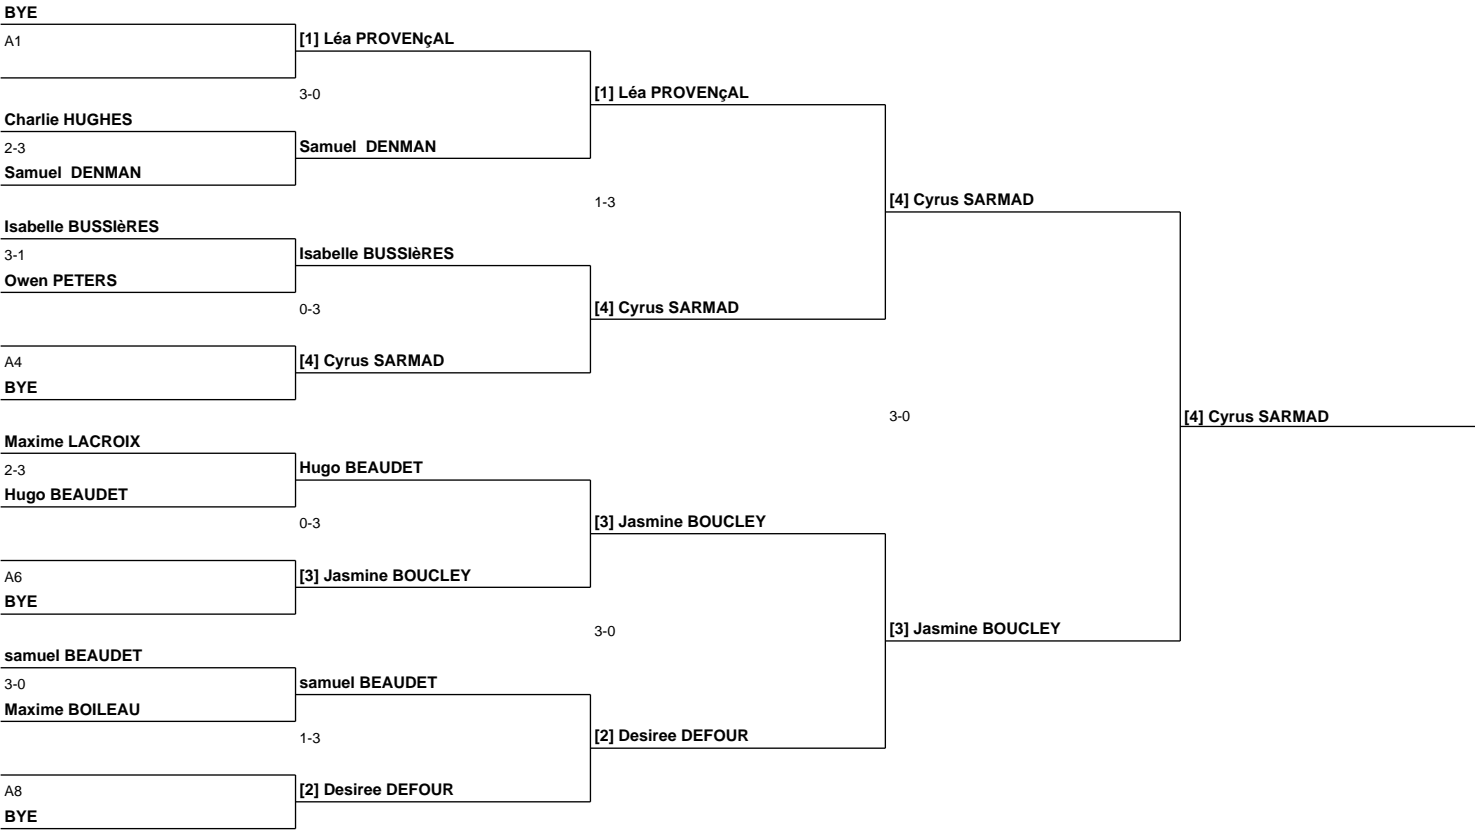 BYE
A1
[1] Léa PROVENçAL
3-0
[1] Léa PROVENçAL
Charlie HUGHES
2-3
Samuel  DENMAN
Samuel  DENMAN
1-3
[4] Cyrus SARMAD
Isabelle BUSSIèRES
3-1
Isabelle BUSSIèRES
Owen PETERS
0-3
[4] Cyrus SARMAD
A4
[4] Cyrus SARMAD
BYE
3-0
[4] Cyrus SARMAD
Maxime LACROIX
2-3
Hugo BEAUDET
Hugo BEAUDET
0-3
[3] Jasmine BOUCLEY
A6
[3] Jasmine BOUCLEY
BYE
3-0
[3] Jasmine BOUCLEY
samuel BEAUDET
3-0
samuel BEAUDET
Maxime BOILEAU
1-3
[2] Desiree DEFOUR
A8
[2] Desiree DEFOUR
BYE